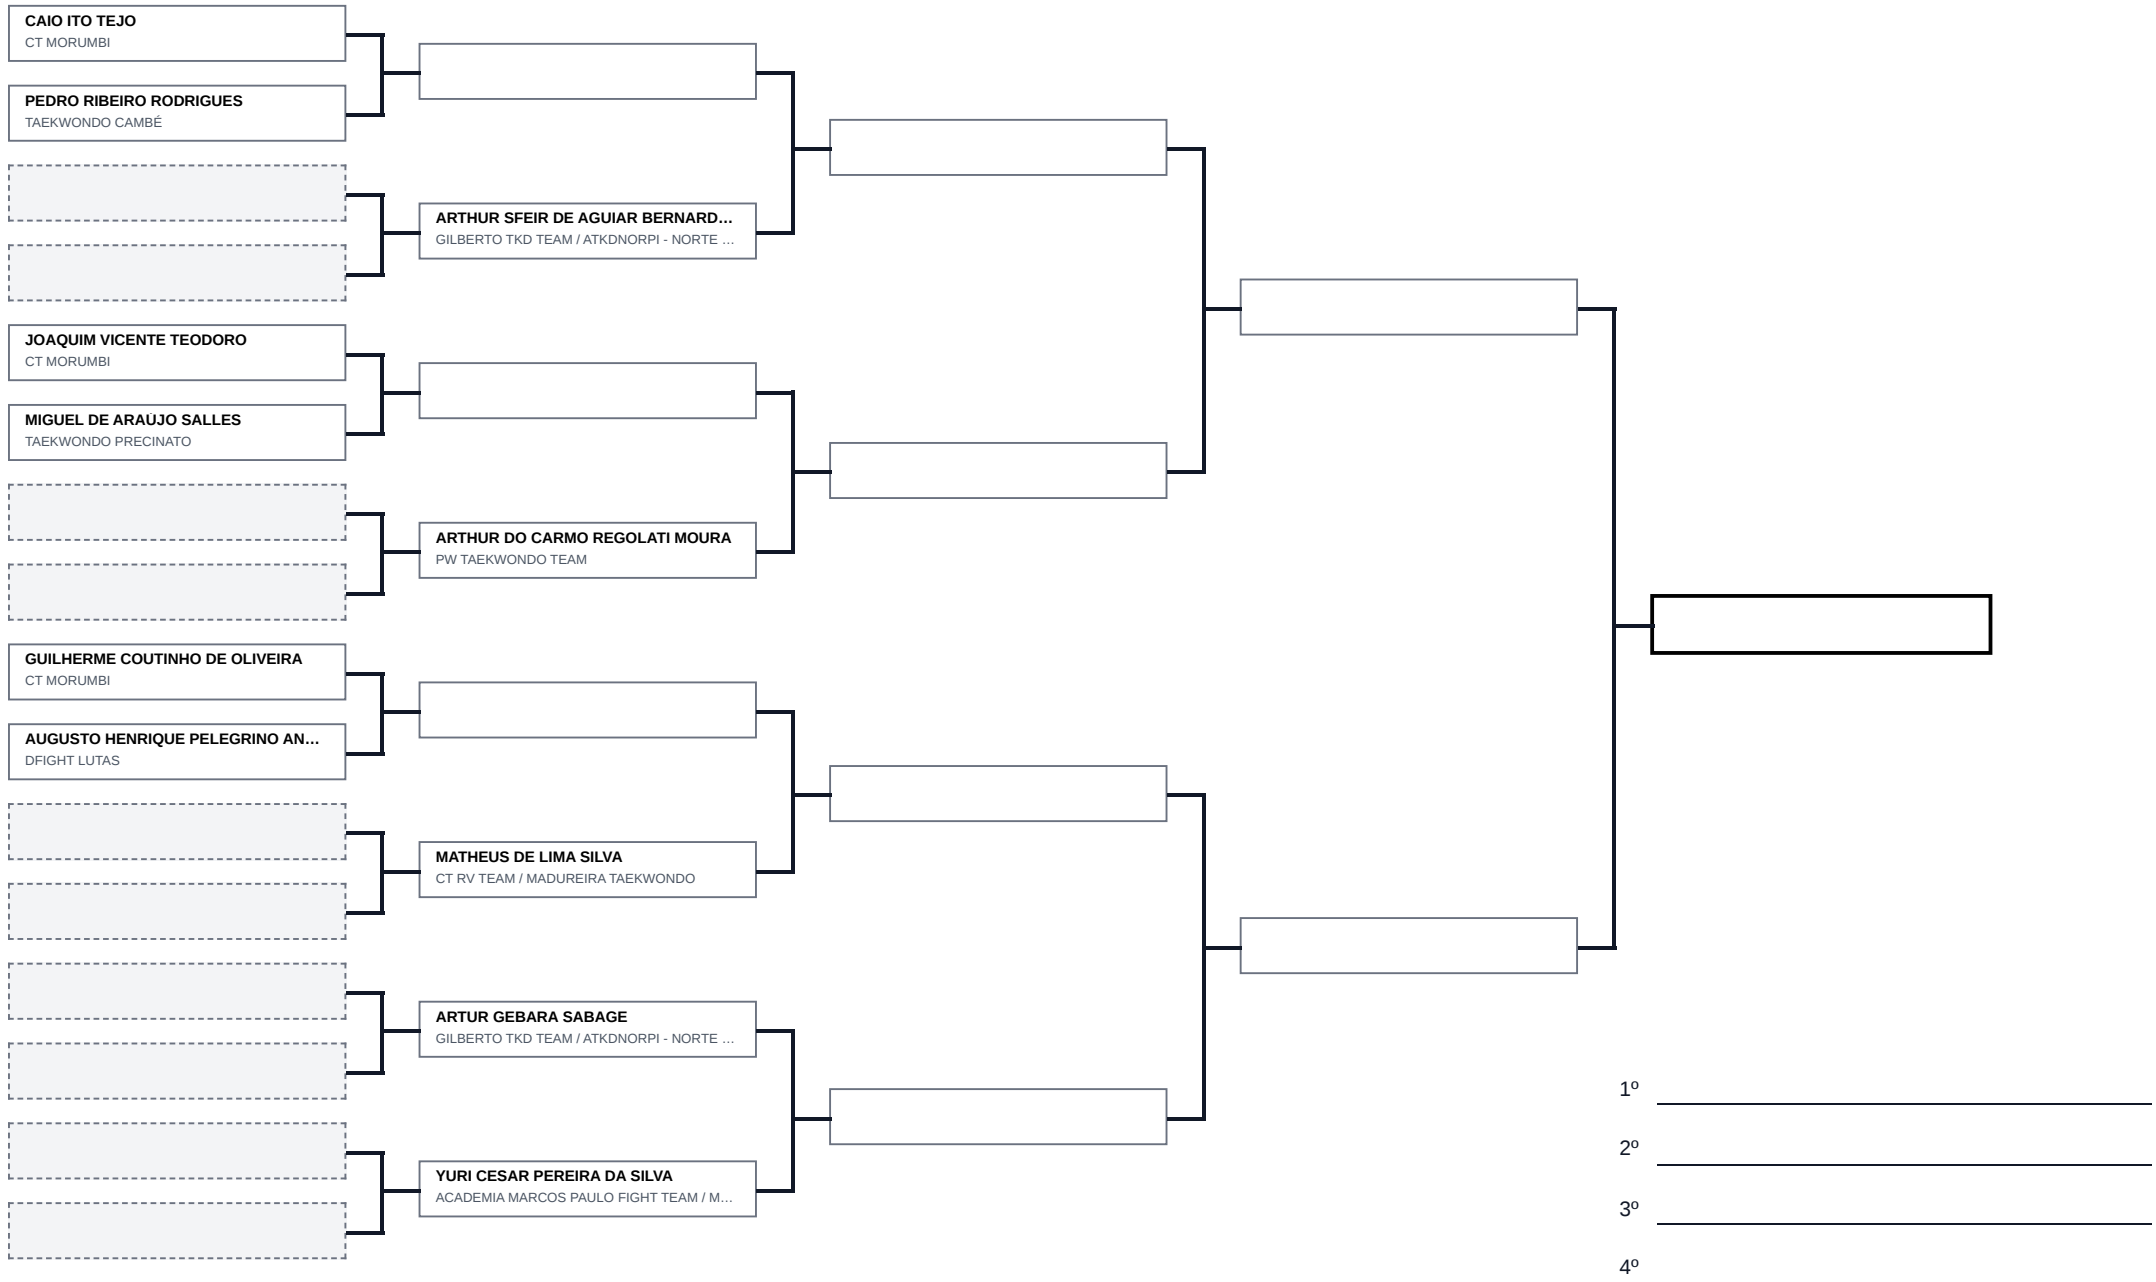 CAIO ITO TEJO
CT MORUMBI
PEDRO RIBEIRO RODRIGUES
TAEKWONDO CAMBÉ
ARTHUR SFEIR DE AGUIAR BERNARD...
GILBERTO TKD TEAM / ATKDNORPI - NORTE ...
JOAQUIM VICENTE TEODORO
CT MORUMBI
MIGUEL DE ARAÚJO SALLES
TAEKWONDO PRECINATO
ARTHUR DO CARMO REGOLATI MOURA
PW TAEKWONDO TEAM
GUILHERME COUTINHO DE OLIVEIRA
CT MORUMBI
AUGUSTO HENRIQUE PELEGRINO AN...
DFIGHT LUTAS
MATHEUS DE LIMA SILVA
CT RV TEAM / MADUREIRA TAEKWONDO
ARTUR GEBARA SABAGE
GILBERTO TKD TEAM / ATKDNORPI - NORTE ...
YURI CESAR PEREIRA DA SILVA
ACADEMIA MARCOS PAULO FIGHT TEAM / M...
1º
2º
3º
4º